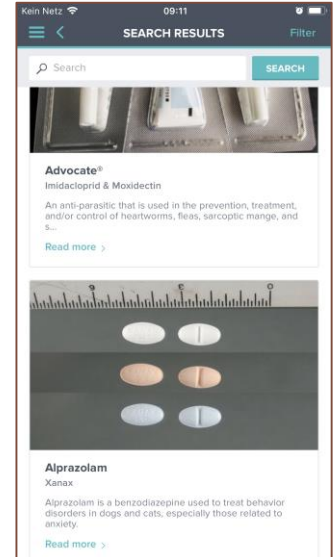 Kein Netz 09:11
SEARCH RESULTS Filter
Search SEARCH
Advocate®
Imidacloprid & Moxidectin
An anti-parasitic that is used in the prevention, treatment,
and/or control of heartworms, fleas, sarcoptic mange, and
s...
Read more >
Alprazolam
Xanax
Alprazolam is a benzodiazepine used to treat behavior
disorders in dogs and cats, especially those related to
anxiety.
Read more >